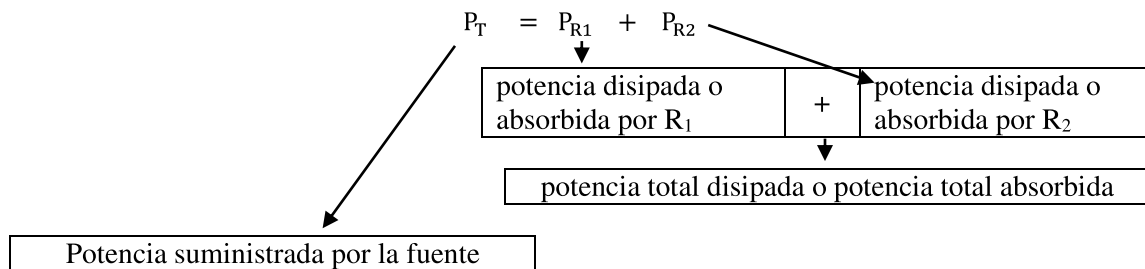 P_T = P_R1 + P_R2
potencia disipada o
absorbida por R₁
+
potencia disipada o
absorbida por R₂
potencia total disipada o potencia total absorbida
Potencia suministrada por la fuente